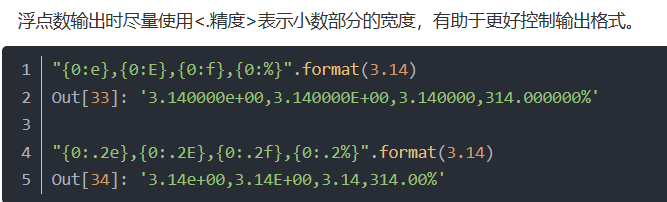 浮点数输出时尽量使用<.精度>表示小数部分的宽度，有助于更好控制输出格式。
1 "{0:e},{0:E},{0:f},{0:%}".format(3.14)
2 Out[33]: '3.140000e+00,3.140000E+00,3.140000,314.000000%'
3
4 "{0:.2e},{0:.2E},{0:.2f},{0:.2%}".format(3.14)
5 Out[34]: '3.14e+00,3.14E+00,3.14,314.00%'